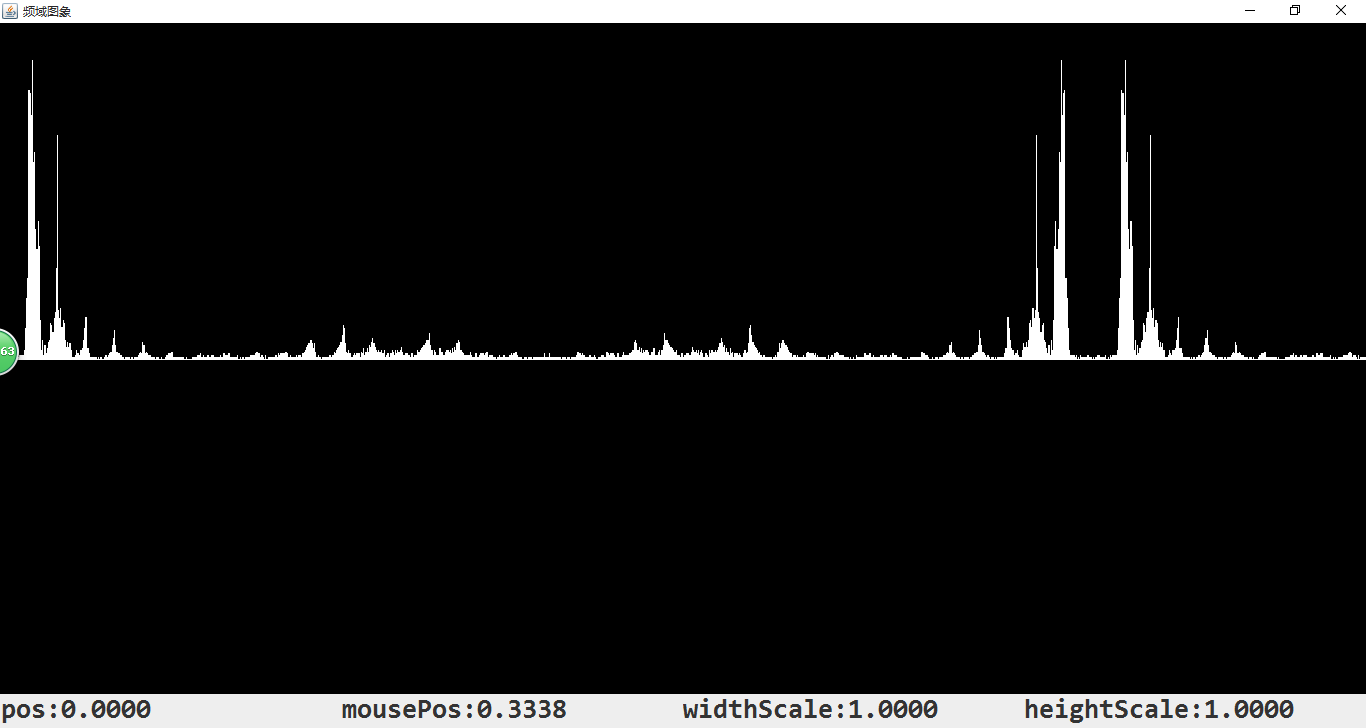 频域图象
63
pos:0.0000 mousePos:0.3338 widthScale:1.0000 heightScale:1.0000